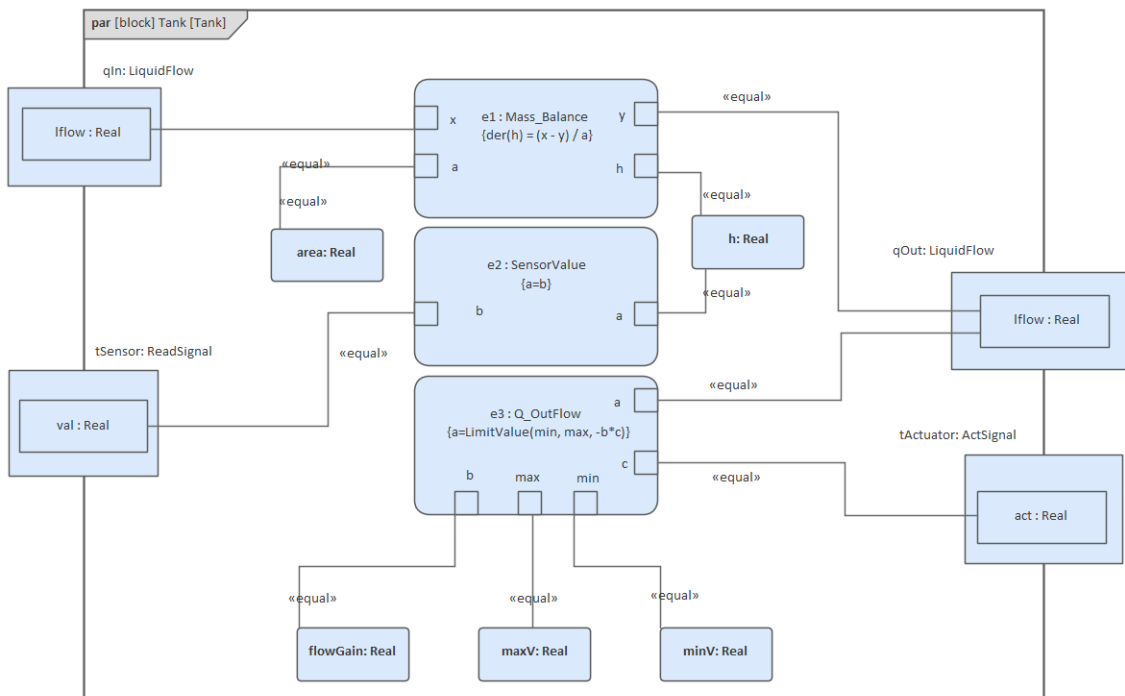 par [block] Tank [Tank]
qIn: LiquidFlow
lflow : Real
x
e1 : Mass_Balance
{der(h) = (x - y) / a}
y
«equal»
«equal»
a
h
«equal»
«equal»
area: Real
h: Real
e2: SensorValue
{a=b}
qOut: LiquidFlow
«equal»
b
a
lflow : Real
tSensor: ReadSignal
«equal»
val : Real
«equal»
a
e3 : Q_OutFlow
{a=LimitValue(min, max, -b*c)}
tActuator: ActSignal
c
b
max
min
«equal»
act : Real
«equal»
«equal»
«equal»
flowGain: Real
maxV: Real
minV: Real